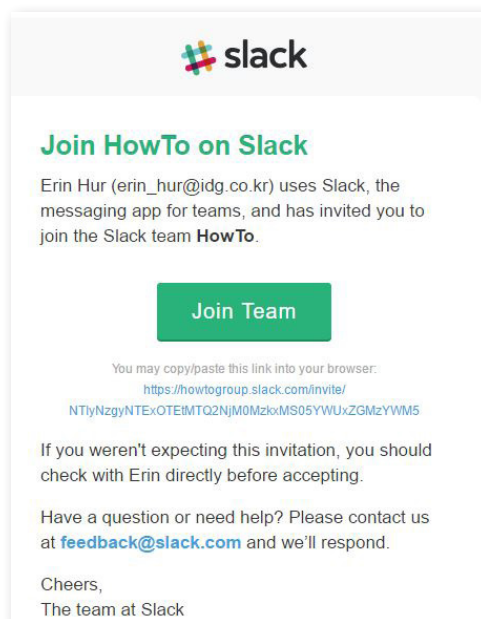 slack
Join HowTo on Slack
Erin Hur (erin_hur@idg.co.kr) uses Slack, the
messaging app for teams, and has invited you to
join the Slack team HowTo.
Join Team
You may copy/paste this link into your browser:
https://howtogroup.slack.com/invite/
NTIyNzgyNTExOTEtMTQ2NjM0MzkxMS05YWUxZGMzYWM5
If you weren't expecting this invitation, you should
check with Erin directly before accepting.
Have a question or need help? Please contact us
at feedback@slack.com and we'll respond.
Cheers,
The team at Slack